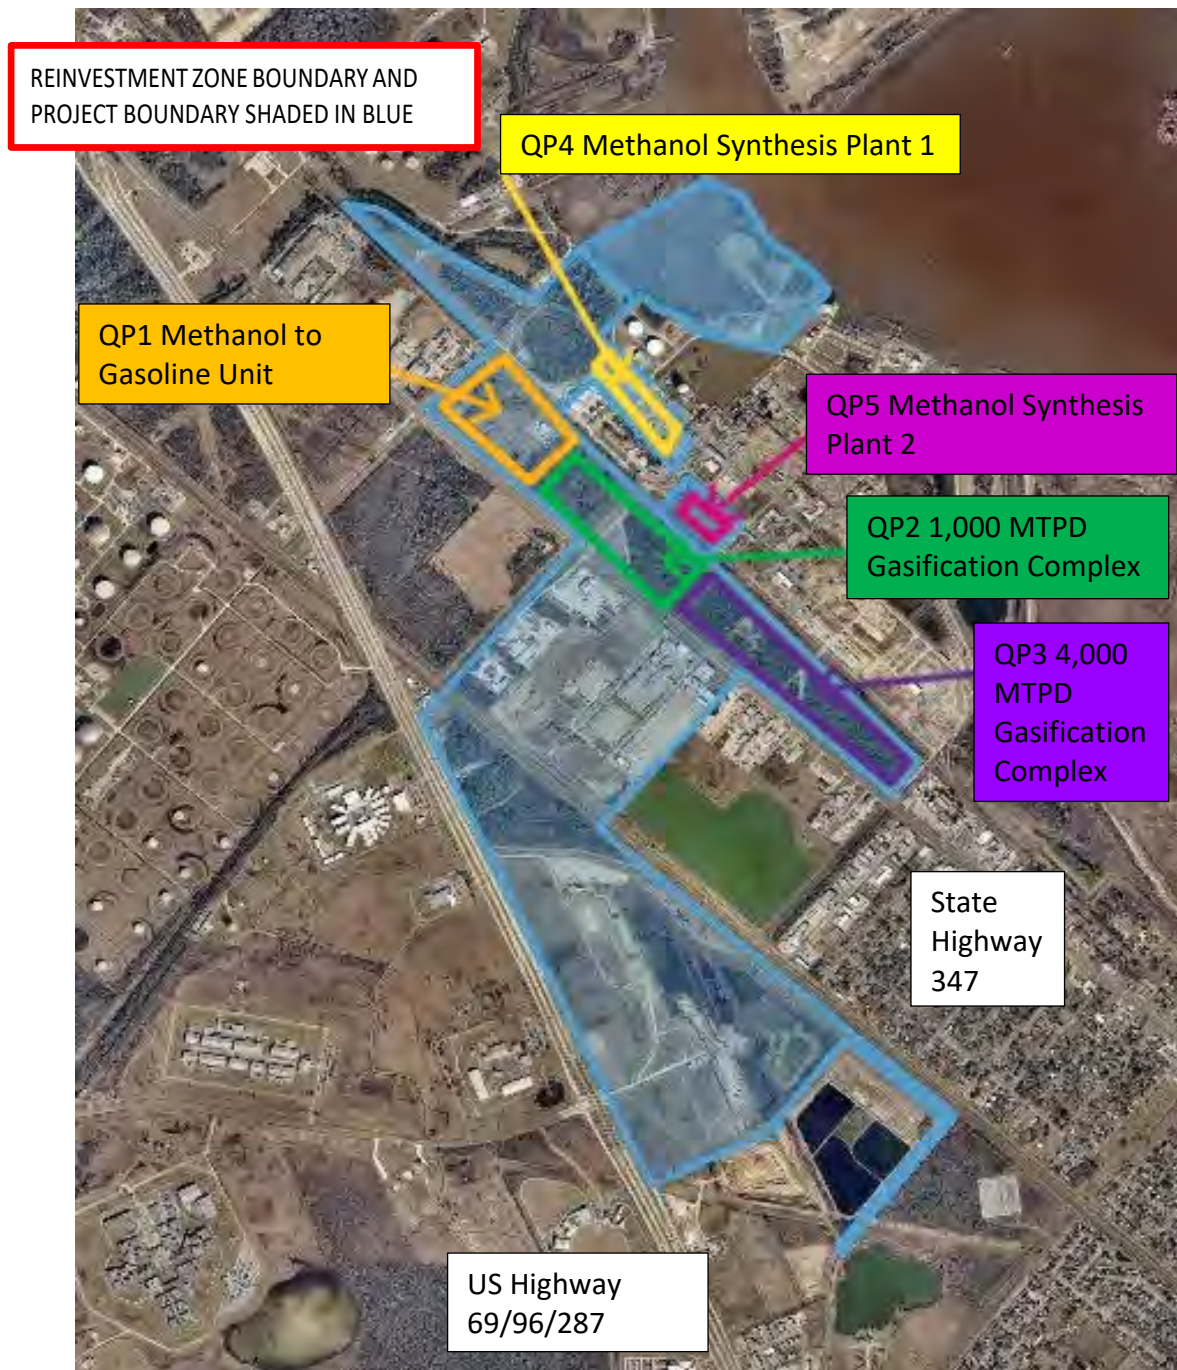 REINVESTMENT ZONE BOUNDARY AND
PROJECT BOUNDARY SHADED IN BLUE
QP4 Methanol Synthesis Plant 1
QP1 Methanol to
Gasoline Unit
QP5 Methanol Synthesis
Plant 2
QP2 1,000 MTPD
Gasification Complex
QP3 4,000
MTPD
Gasification
Complex
State
Highway
347
US Highway
69/96/287